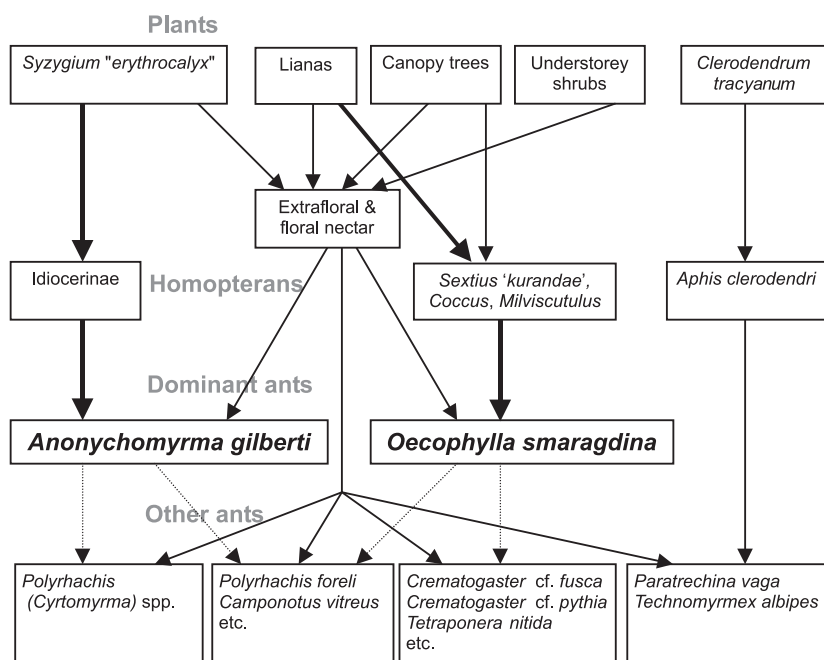 Plants
Syzygium "erythrocalyx"
Lianas
Canopy trees
Understorey
shrubs
Clerodendrum
tracyanum
Extrafloral &
floral nectar
Idiocerinae
Homopterans
Sextius 'kurandae',
Coccus, Milviscutulus
Aphis clerodendri
Dominant ants
Anonychomyrma gilberti
Oecophylla smaragdina
Other ants
Polyrhachis
(Cyrtomyrma) spp.
Polyrhachis foreli
Camponotus vitreus
etc.
Crematogaster cf. fusca
Crematogaster cf. pythia
Tetraponera nitida
etc.
Paratrechina vaga
Technomyrmex albipes